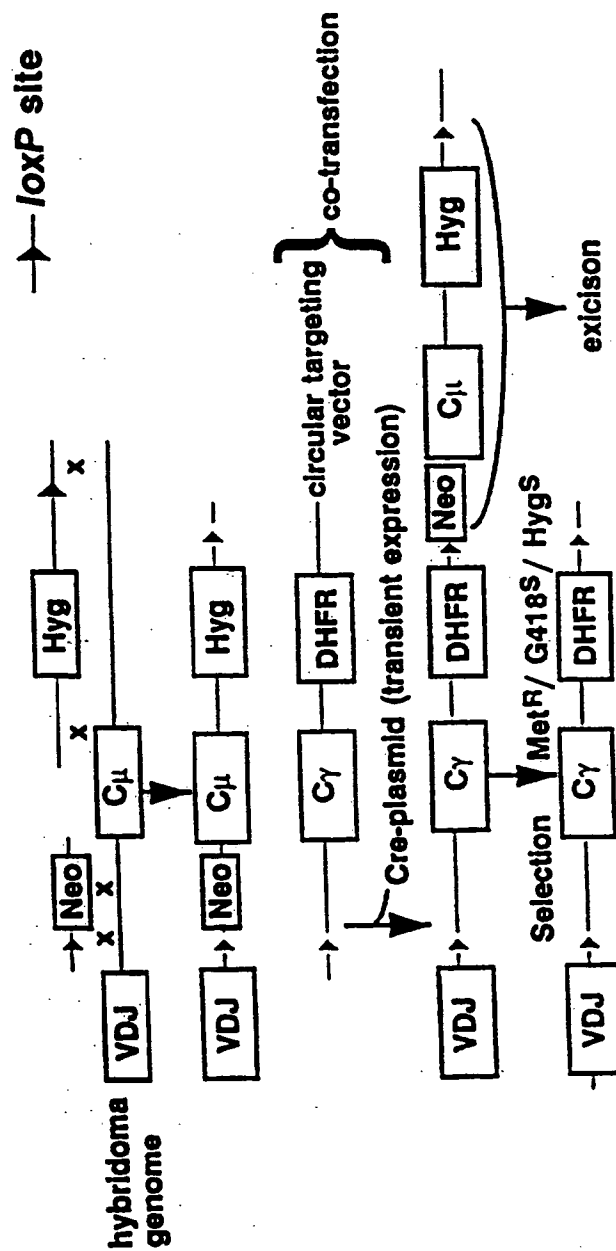 loxP site
Hyg
x
x
Neo
x
x
Cμ
VDJ
hybridoma
genome
VDJ
Neo
Cμ
Hyg
Cγ
DHFR
circular targeting
vector
co-transfection
Cre-plasmid (transient expression)
VDJ
Cγ
DHFR
Neo
Cμ
Hyg
Selection
Metᴿ/ G418ˢ/ Hygˢ
exicison
VDJ
Cγ
DHFR